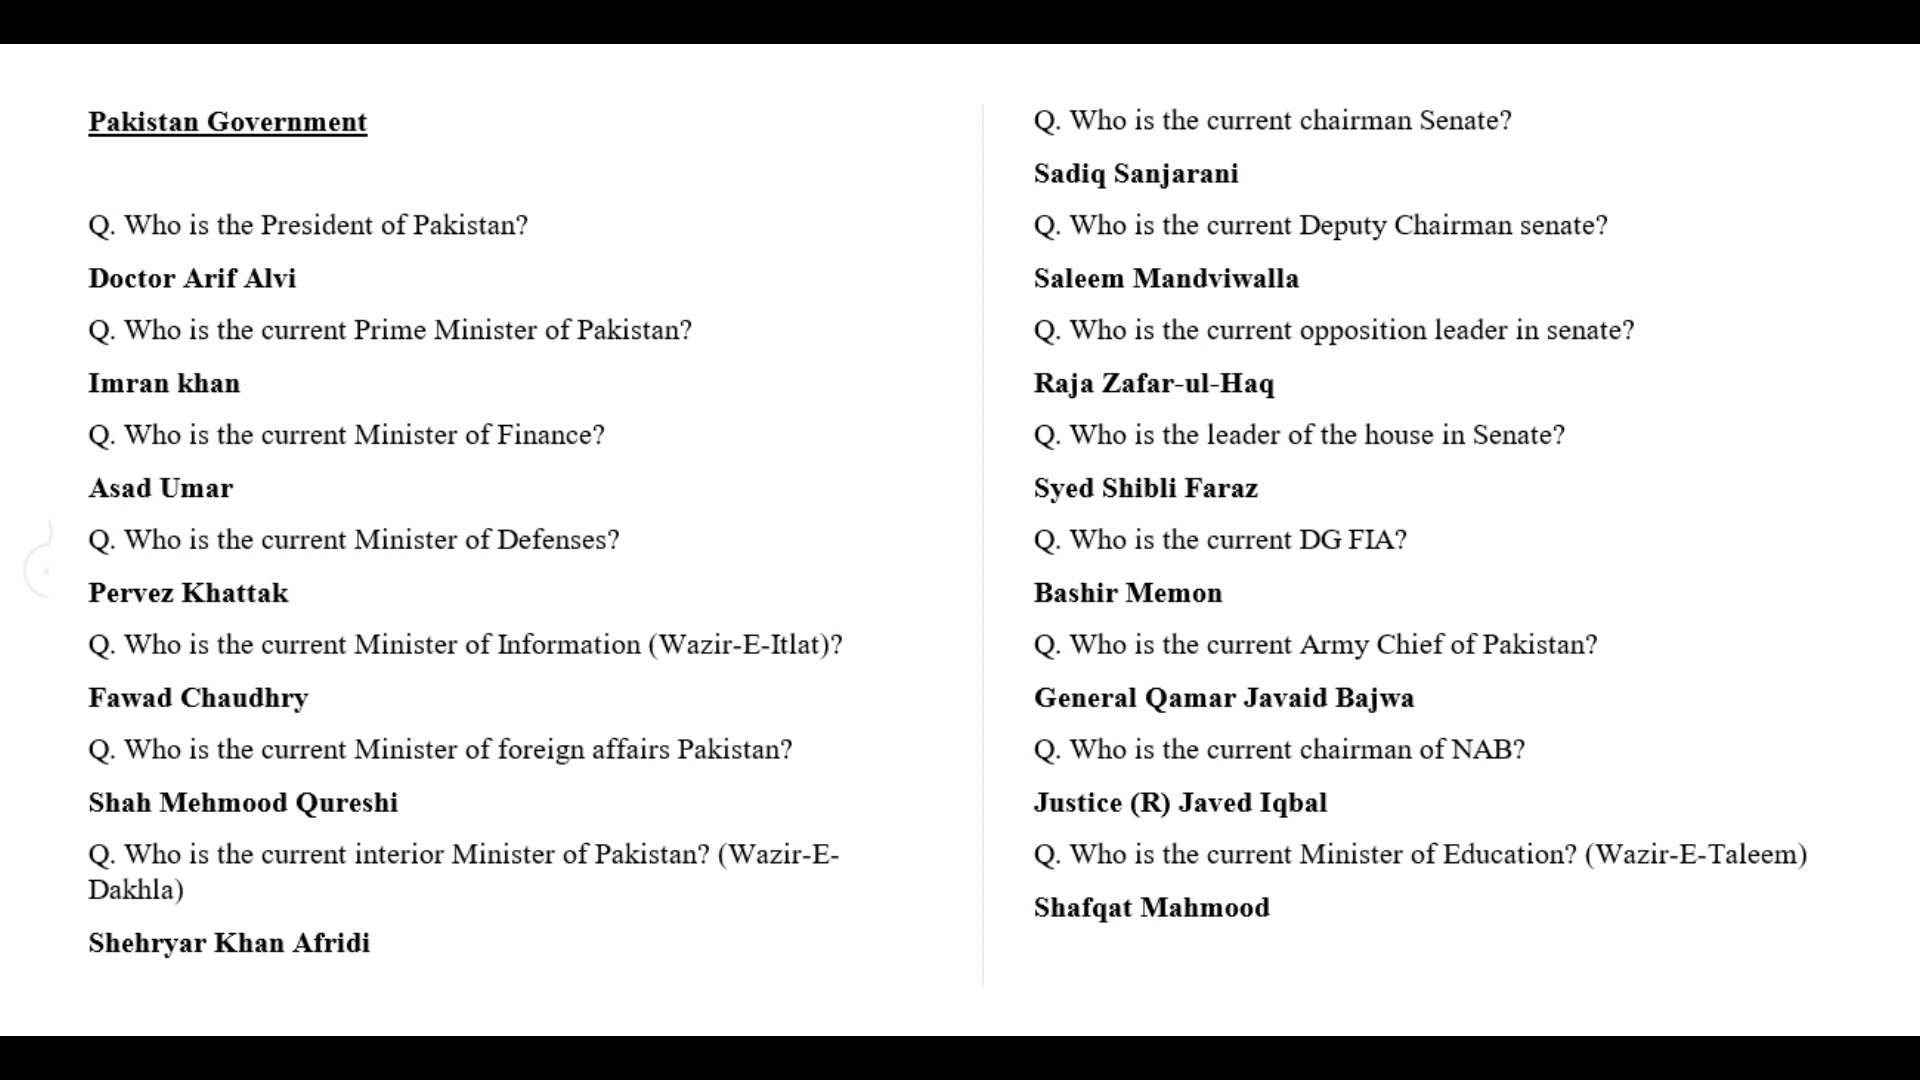 Pakistan Government
Q. Who is the President of Pakistan?
Doctor Arif Alvi
Q. Who is the current Prime Minister of Pakistan?
Imran khan
Q. Who is the current Minister of Finance?
Asad Umar
Q. Who is the current Minister of Defenses?
Pervez Khattak
Q. Who is the current Minister of Information (Wazir-E-Itlat)?
Fawad Chaudhry
Q. Who is the current Minister of foreign affairs Pakistan?
Shah Mehmood Qureshi
Q. Who is the current interior Minister of Pakistan? (Wazir-E-
Dakhla)
Shehryar Khan Afridi
Q. Who is the current chairman Senate?
Sadiq Sanjarani
Q. Who is the current Deputy Chairman senate?
Saleem Mandviwalla
Q. Who is the current opposition leader in senate?
Raja Zafar-ul-Haq
Q. Who is the leader of the house in Senate?
Syed Shibli Faraz
Q. Who is the current DG FIA?
Bashir Memon
Q. Who is the current Army Chief of Pakistan?
General Qamar Javaid Bajwa
Q. Who is the current chairman of NAB?
Justice (R) Javed Iqbal
Q. Who is the current Minister of Education? (Wazir-E-Taleem)
Shafqat Mahmood